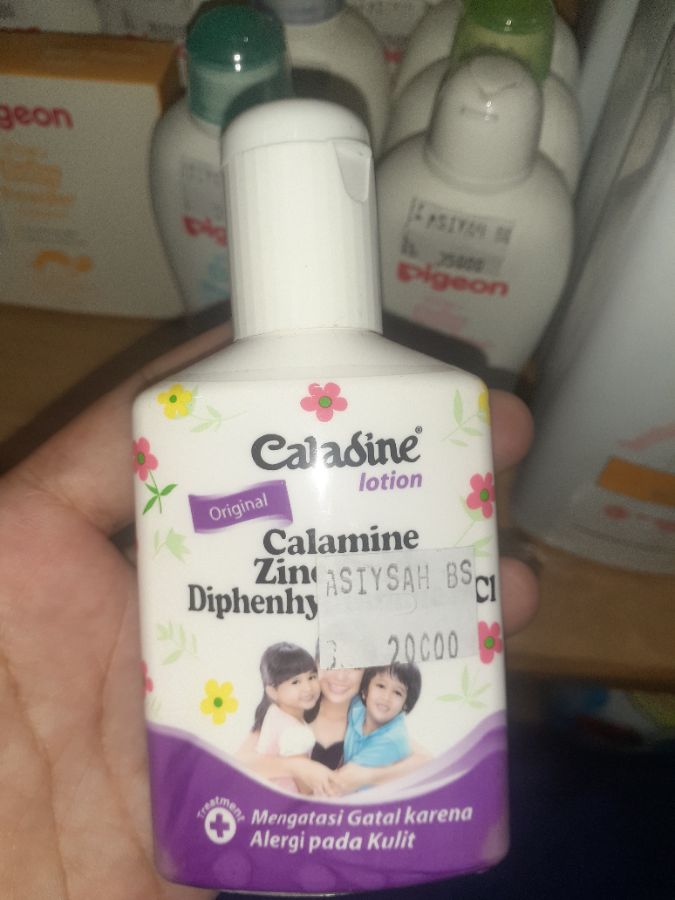 geon
Pigeon
ASIYSAH BS
Pigeon
Caladine®
lotion
Original
Calamine
Zinc
Diphenhy
Cl
ASIYSAH BS
20000
Treatment
Mengatasi Gatal karena
Alergi pada Kulit